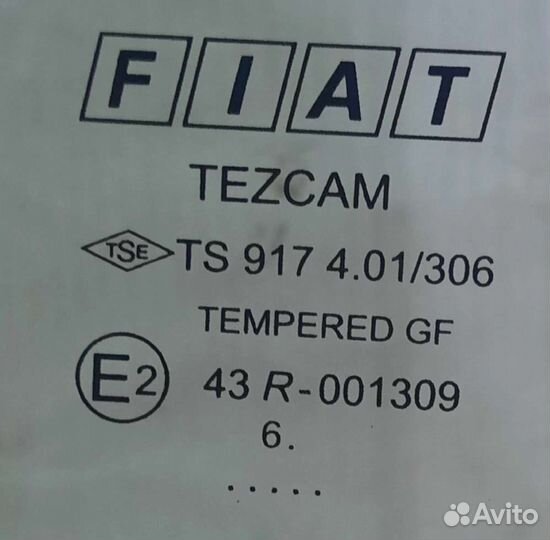 FIAT
TEZCAM
TSE TS 917 4.01/306
TEMPERED GF
E2 43 R-001309
6.
.....
Avito